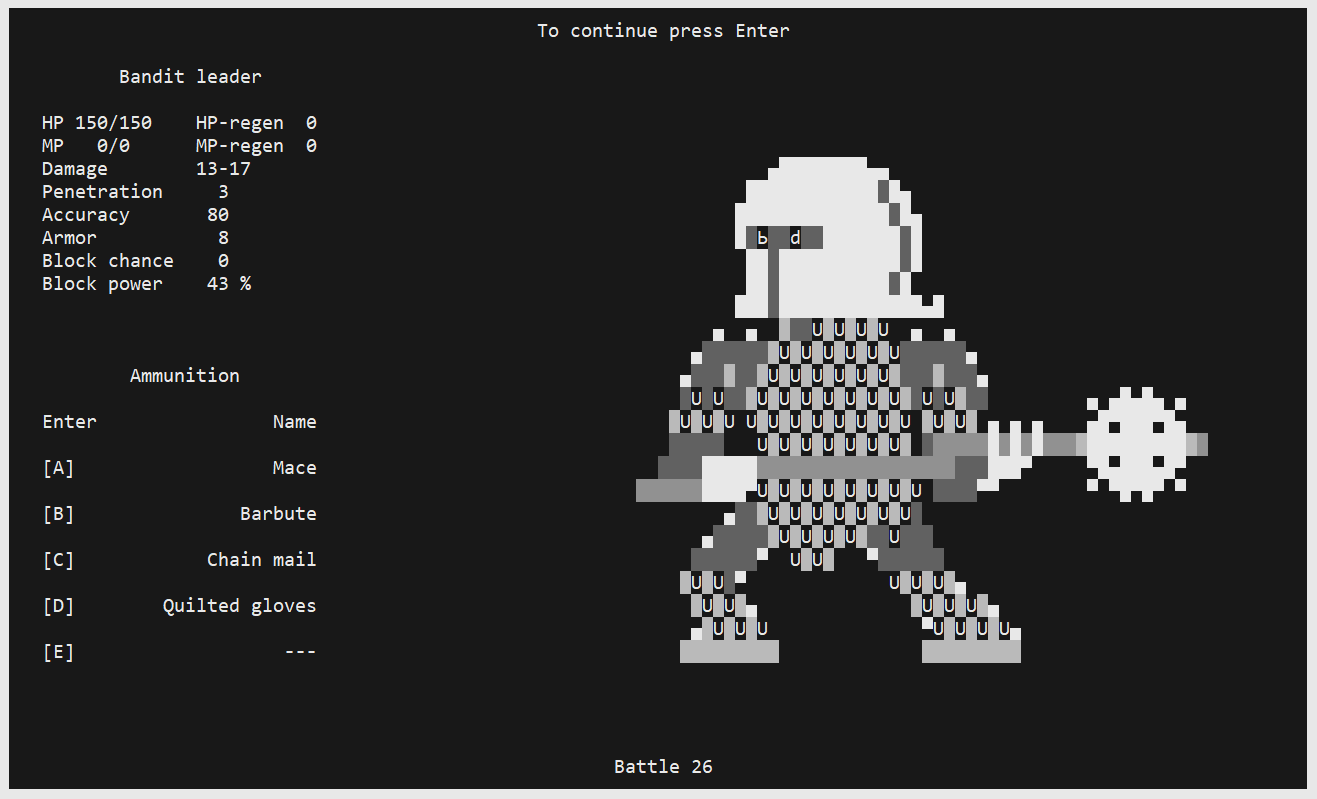 To continue press Enter
Bandit leader
HP 150/150 HP-regen 0
MP 0/0 MP-regen 0
Damage 13-17
Penetration 3
Accuracy 80
Armor 8
Block chance 0
Block power 43 %
Ammunition
Enter Name
[A] Mace
[B] Barbute
[C] Chain mail
[D] Quilted gloves
[E] ---
Battle 26